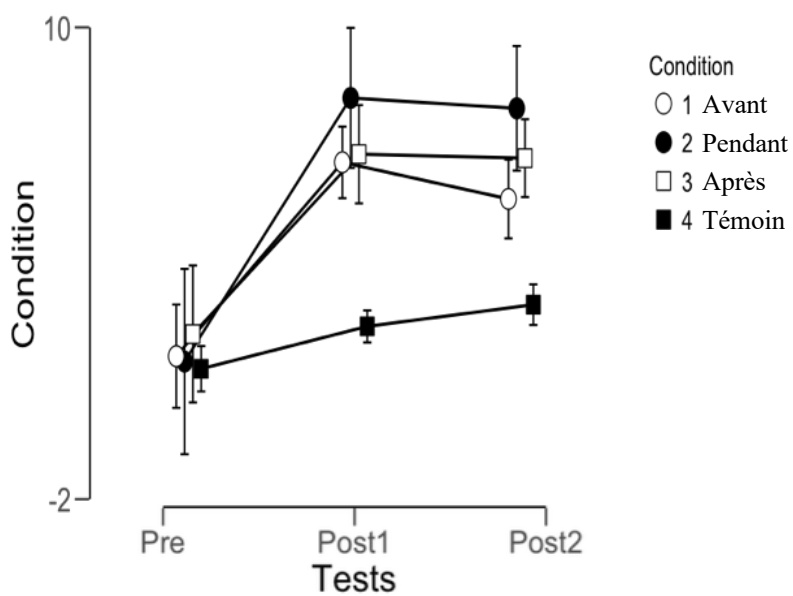 10
Condition
-2
Pre
Post1
Post2
Tests
Condition
1 Avant
2 Pendant
3 Après
4 Témoin